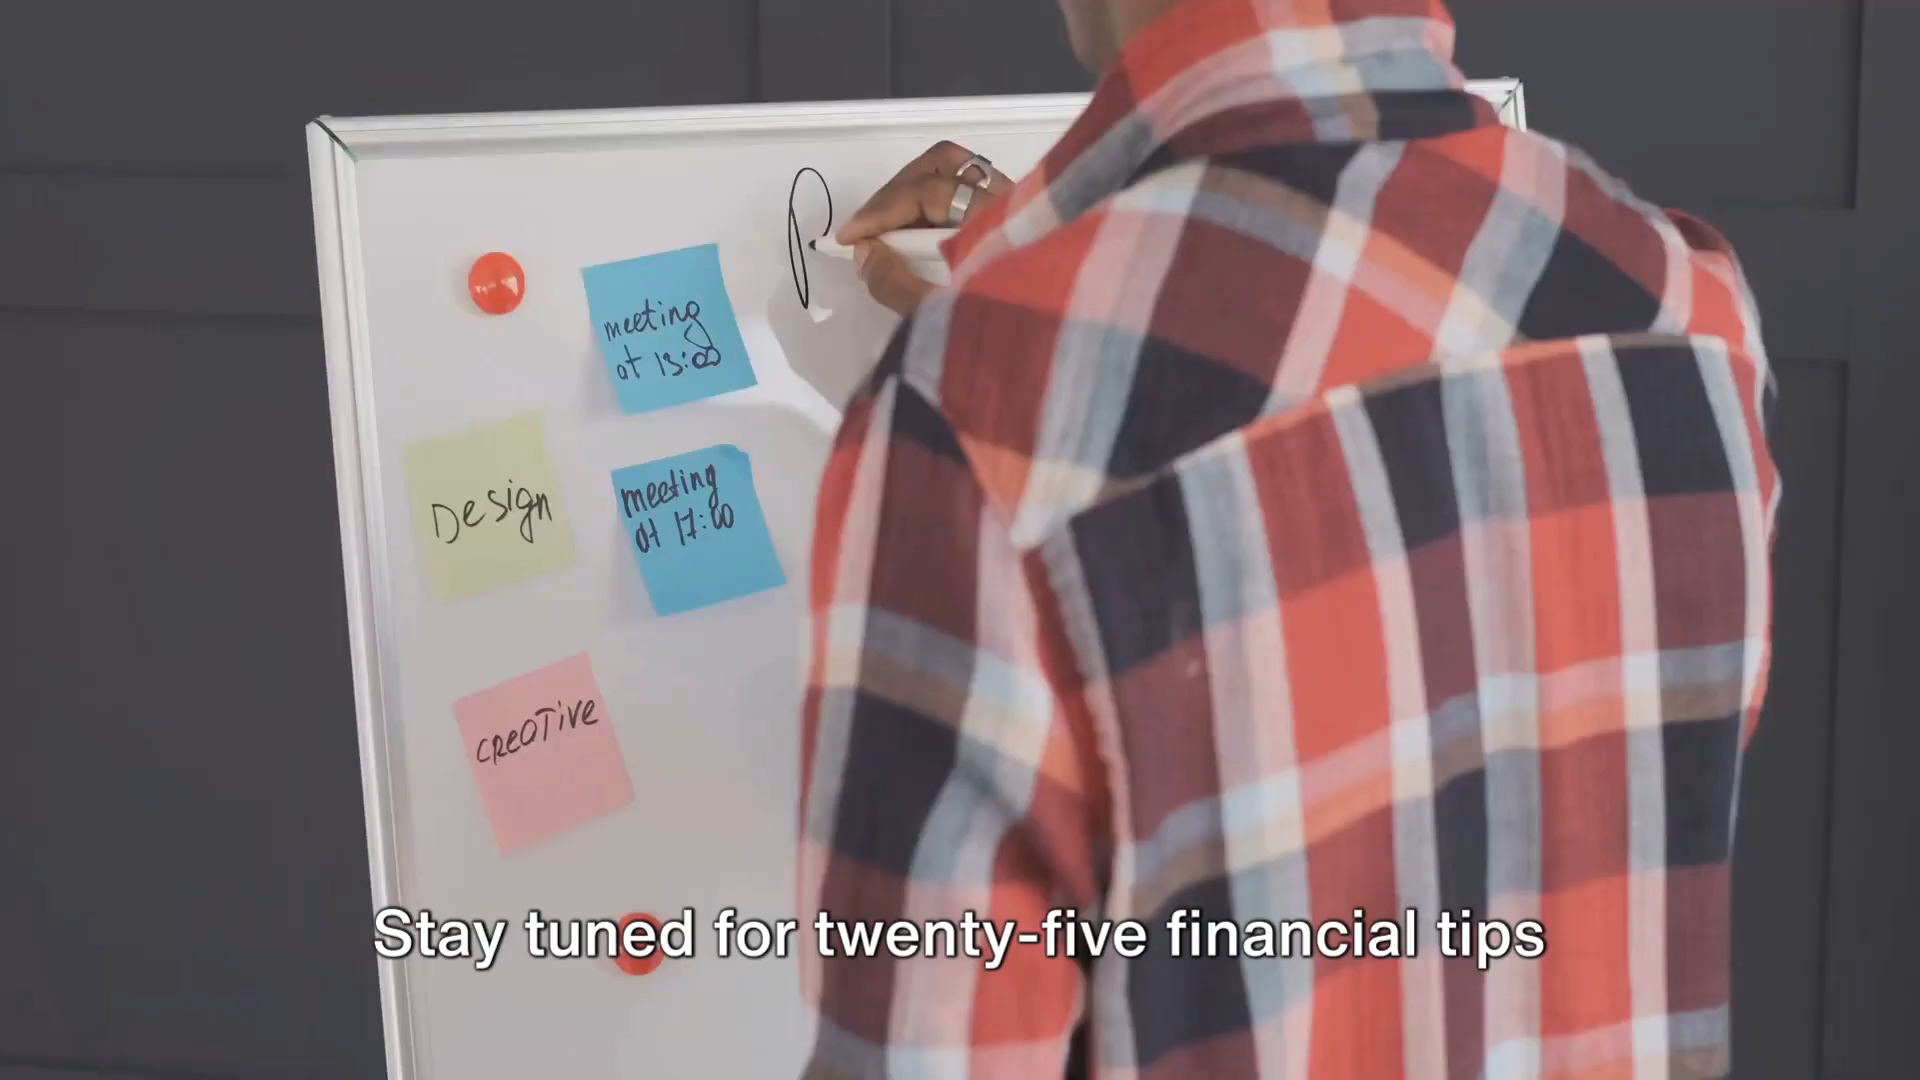 meeting
at 13:00
Design
meeting
at 17:00
creative
Stay tuned for twenty-five financial tips